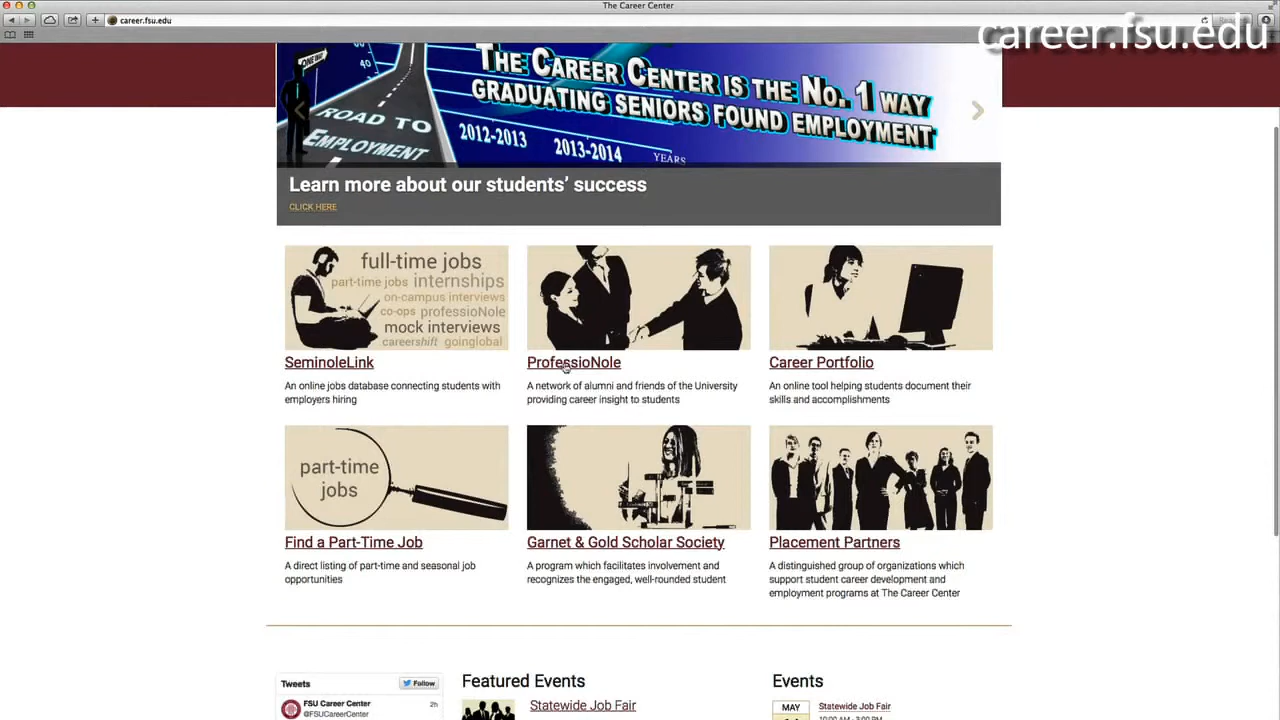 The Career Center
career.fsu.edu
career.fsu.edu
ONE WAY
THE CAREER CENTER IS THE NO. 1 WAY
GRADUATING SENIORS FOUND EMPLOYMENT
ROAD TO
EMPLOYMENT
2012-2013
2013-2014
YEARS
60
40
Learn more about our students' success
CLICK HERE
full-time jobs
part-time jobs internships
on-campus interviews
co-ops professioNole
mock interviews
careershift goinglobal
SeminoleLink
An online jobs database connecting students with
employers hiring
ProfessioNole
A network of alumni and friends of the University
providing career insight to students
Career Portfolio
An online tool helping students document their
skills and accomplishments
part-time
jobs
Find a Part-Time Job
A direct listing of part-time and seasonal job
opportunities
Garnet & Gold Scholar Society
A program which facilitates involvement and
recognizes the engaged, well-rounded student
Placement Partners
A distinguished group of organizations which
support student career development and
employment programs at The Career Center
Tweets
Follow
FSU Career Center
2h
@FSUCareerCenter
Featured Events
Statewide Job Fair
Events
MAY
Statewide Job Fair
10:00 AM - 3:00 PM